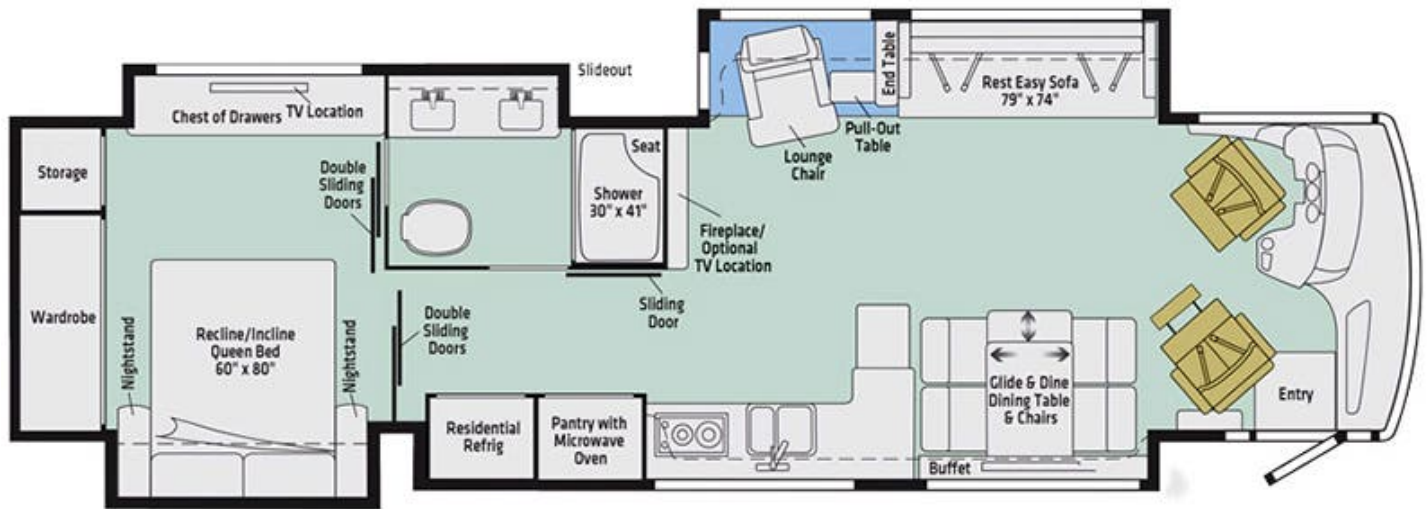 Slideout
End Table
Rest Easy Sofa
79" x 74"
Chest of Drawers
TV Location
Storage
Double
Sliding
Doors
Seat
Shower
30" x 41"
Lounge
Chair
Pull-Out
Table
Fireplace/
Optional
TV Location
Sliding
Door
Wardrobe
Nightstand
Recline/Incline
Queen Bed
60" x 80"
Nightstand
Double
Sliding
Doors
Glide & Dine
Dining Table
& Chairs
Entry
Residential
Refrig
Pantry with
Microwave
Oven
Buffet